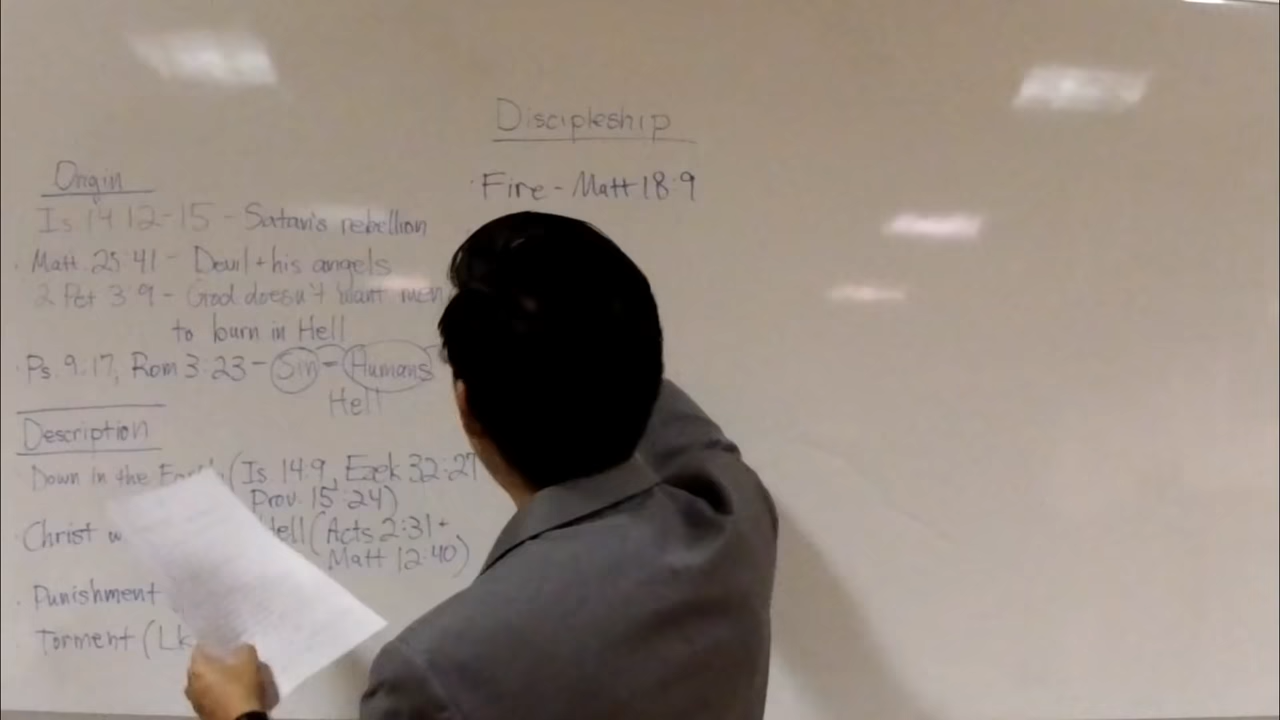 Discipleship
Origin
Is 14:12-15 - Satan's rebellion
· Matt. 25:41 - Devil + his angels
2 Pet 3:9 - God doesn't want men
to burn in Hell
· Ps. 9:17, Rom 3:23 - Sin - Humans
Hell
Description
Down in the (Is 14:9, Ezek 32:27
Prov. 15:24)
· Christ (Acts 2:31 +
Matt 12:40)
· Punishment
Torment (Lk
· Fire - Matt 18:9